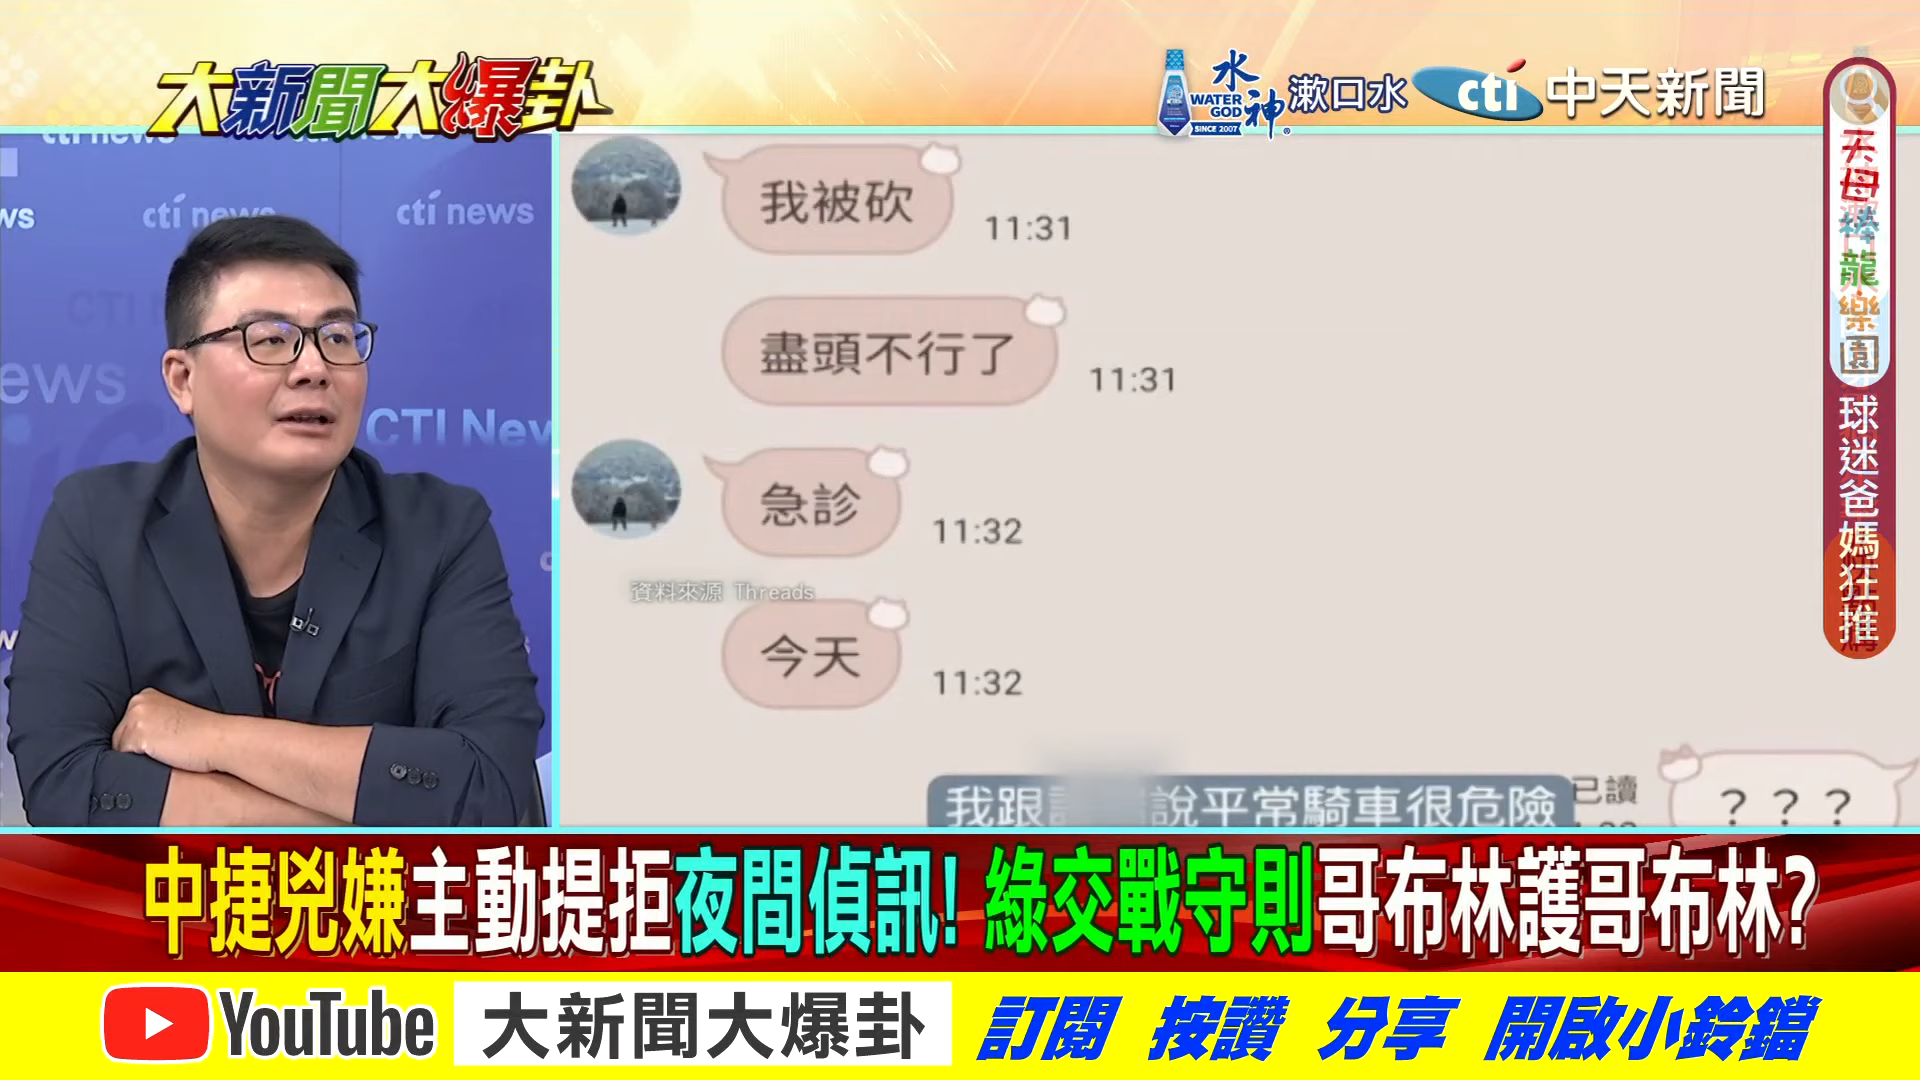 大新聞大爆卦
水神
WATER GOD
SINCE 2007
漱口水
cti 中天新聞
天母棒龍樂園
球迷爸媽狂推
cti news
cti news
ews
CTI New
我被砍
11:31
盡頭不行了
11:31
急診
11:32
資料來源 Threads
今天
11:32
已讀
？？？
我跟
說平常騎車很危險
中捷兇嫌主動提拒夜間偵訊! 綠交戰守則哥布林護哥布林?
YouTube 大新聞大爆卦 訂閱 按讚 分享 開啟小鈴鐺